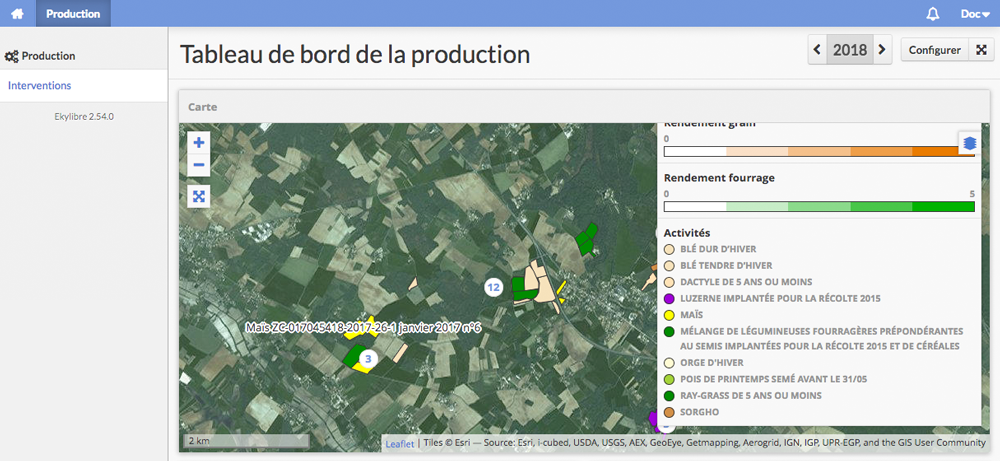 Production
Doc
Production
Interventions
Ekylibre 2.54.0
Tableau de bord de la production
2018
Configurer
Carte
Rendement grain
0
Rendement fourrage
0 5
Activités
BLÉ DUR D'HIVER
BLÉ TENDRE D'HIVER
DACTYLE DE 5 ANS OU MOINS
LUZERNE IMPLANTÉE POUR LA RÉCOLTE 2015
MAÏS
MÉLANGE DE LÉGUMINEUSES FOURRAGÈRES PRÉPONDÉRANTES
AU SEMIS IMPLANTÉES POUR LA RÉCOLTE 2015 ET DE CÉRÉALES
ORGE D'HIVER
POIS DE PRINTEMPS SEMÉ AVANT LE 31/05
RAY-GRASS DE 5 ANS OU MOINS
SORGHO
12
Maïs ZC-017045418-2017-26-1 janvier 2017 n°6
3
2 km
Leaflet | Tiles © Esri — Source: Esri, i-cubed, USDA, USGS, AEX, GeoEye, Getmapping, Aerogrid, IGN, IGP, UPR-EGP, and the GIS User Community